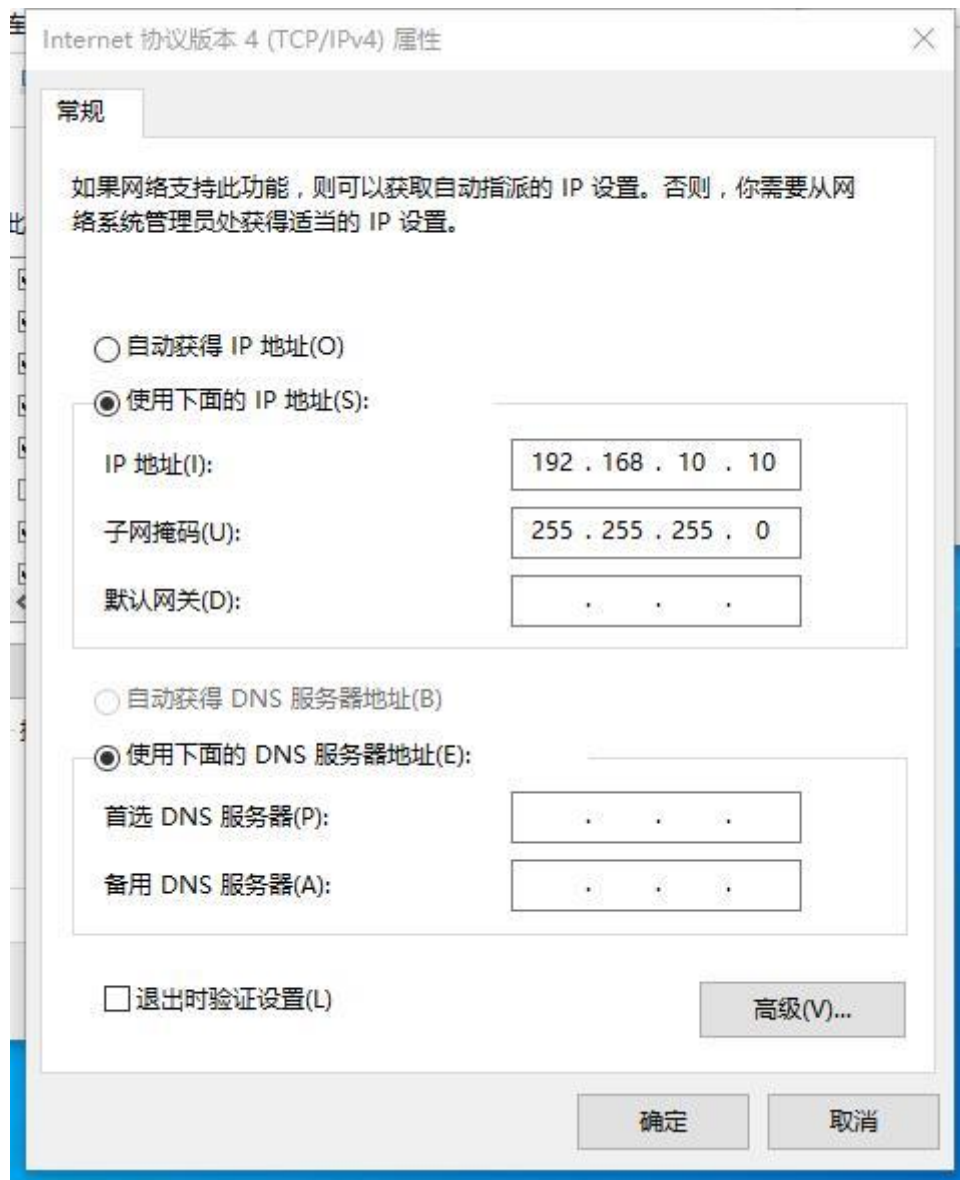 Internet 协议版本 4 (TCP/IPv4) 属性
常规
如果网络支持此功能，则可以获取自动指派的 IP 设置。否则，你需要从网
络系统管理员处获得适当的 IP 设置。
自动获得 IP 地址(O)
使用下面的 IP 地址(S):
IP 地址(I): 192 . 168 . 10 . 10
子网掩码(U): 255 . 255 . 255 . 0
默认网关(D): . . .
自动获得 DNS 服务器地址(B)
使用下面的 DNS 服务器地址(E):
首选 DNS 服务器(P): . . .
备用 DNS 服务器(A): . . .
退出时验证设置(L)
高级(V)...
确定 取消